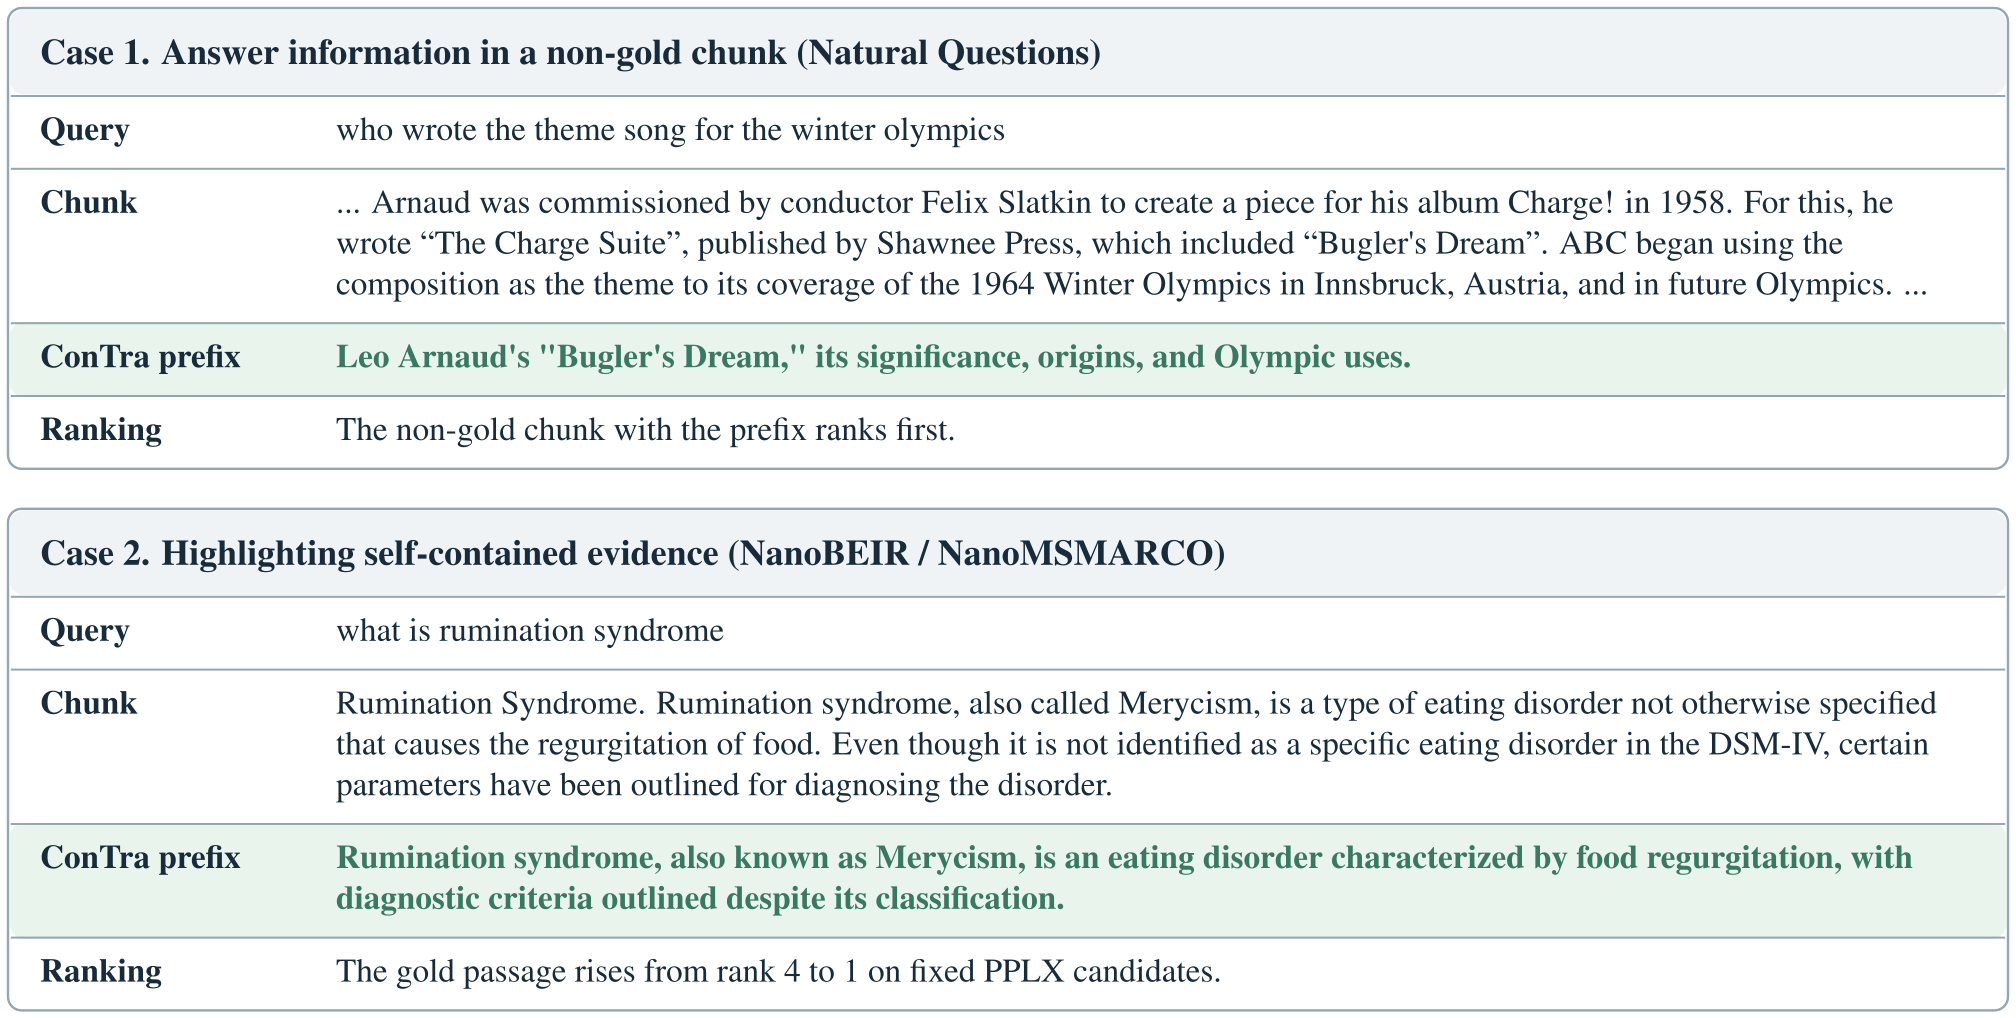 Case 1. Answer information in a non-gold chunk (Natural Questions)
Query who wrote the theme song for the winter olympics
Chunk ... Arnaud was commissioned by conductor Felix Slatkin to create a piece for his album Charge! in 1958. For this, he
wrote “The Charge Suite”, published by Shawnee Press, which included “Bugler's Dream”. ABC began using the
composition as the theme to its coverage of the 1964 Winter Olympics in Innsbruck, Austria, and in future Olympics. ...
ConTra prefix Leo Arnaud's "Bugler's Dream," its significance, origins, and Olympic uses.
Ranking The non-gold chunk with the prefix ranks first.
Case 2. Highlighting self-contained evidence (NanoBEIR / NanoMSMARCO)
Query what is rumination syndrome
Chunk Rumination Syndrome. Rumination syndrome, also called Merycism, is a type of eating disorder not otherwise specified
that causes the regurgitation of food. Even though it is not identified as a specific eating disorder in the DSM-IV, certain
parameters have been outlined for diagnosing the disorder.
ConTra prefix Rumination syndrome, also known as Merycism, is an eating disorder characterized by food regurgitation, with
diagnostic criteria outlined despite its classification.
Ranking The gold passage rises from rank 4 to 1 on fixed PPLX candidates.